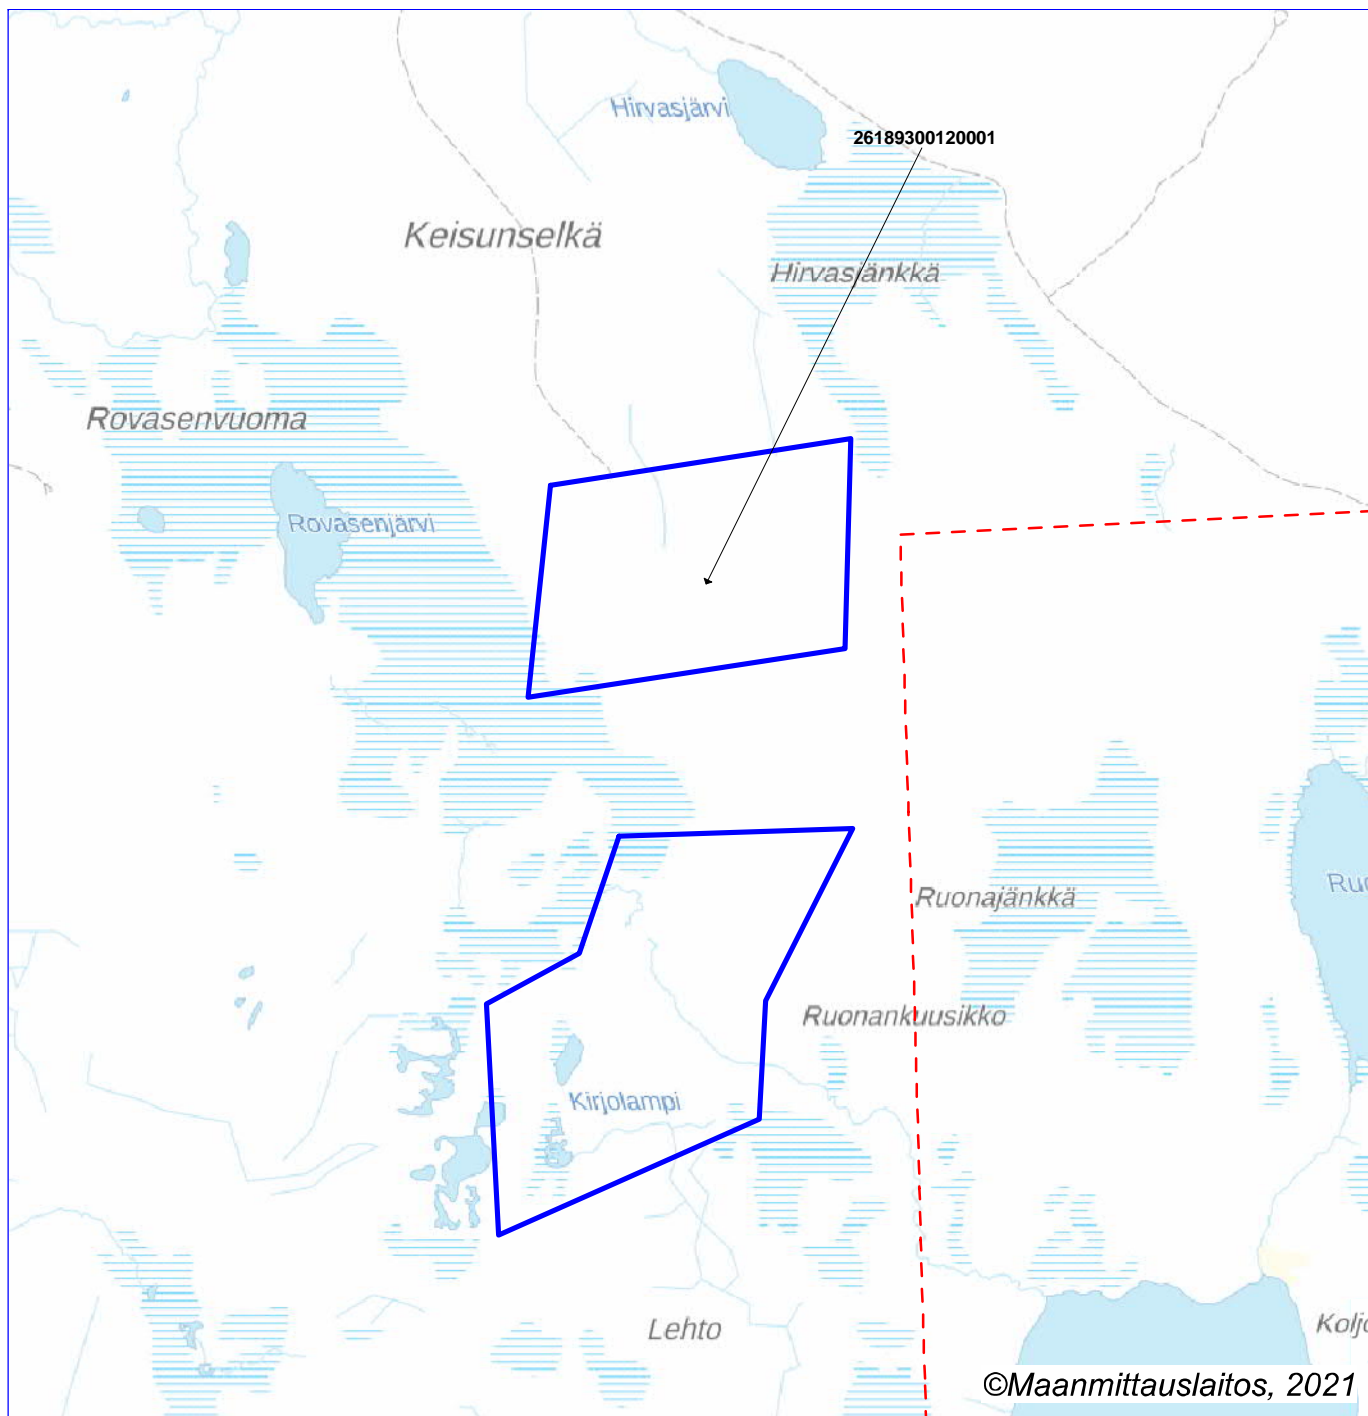 Hirvasjärvi
26189300120001
Keisunselkä
Hirvasjänkkä
Rovasenvuoma
Rovasenjärvi
Ruonajänkkä
Ruonankuusikko
Kirjolampi
Lehto
©Maanmittauslaitos, 2021